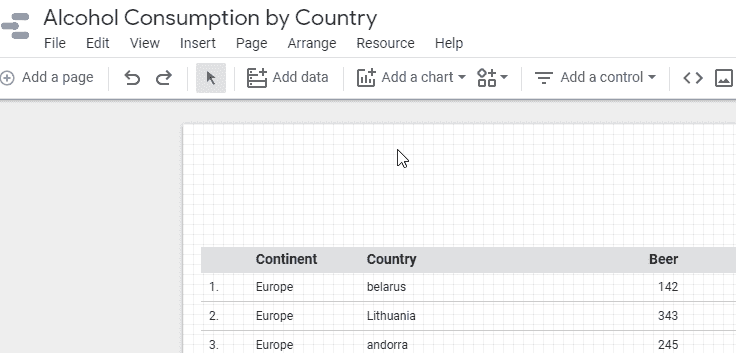 Alcohol Consumption by Country
File Edit View Insert Page Arrange Resource Help
Add a page Add data Add a chart Add a control
Continent Country Beer
1. Europe belarus 142
2. Europe Lithuania 343
3. Europe andorra 245